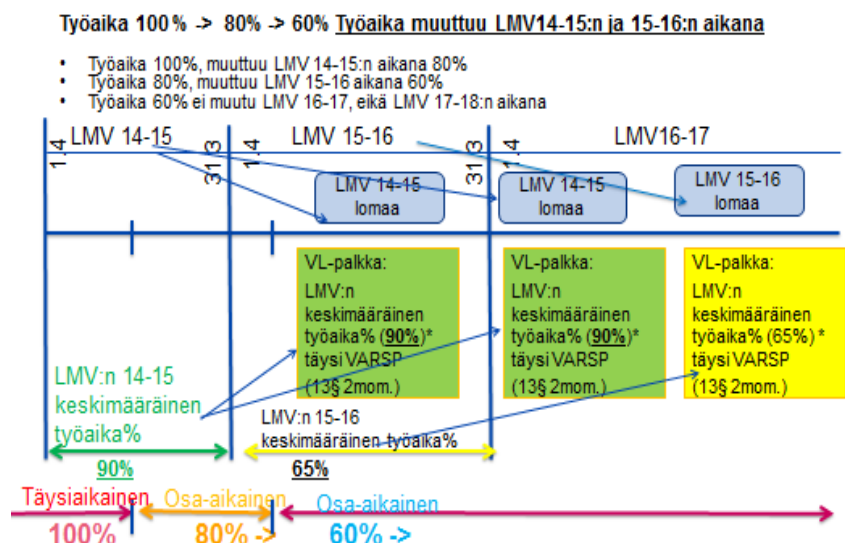 Työaika 100 % -> 80% -> 60% Työaika muuttuu LMV14-15:n ja 15-16:n aikana
• Työaika 100%, muuttuu LMV 14-15:n aikana 80%
• Työaika 80%, muuttuu LMV 15-16 aikana 60%
• Työaika 60% ei muutu LMV 16-17, eikä LMV 17-18:n aikana
1.4
LMV 14-15
31.3
1.4
LMV 15-16
31.3
1.4
LMV16-17
LMV 14-15
lomaa
LMV 14-15
lomaa
LMV 15-16
lomaa
VL-palkka:
LMV:n
keskimääräinen
työaika% (90%)*
täysi VARSP
(13§ 2mom.)
VL-palkka:
LMV:n
keskimääräinen
työaika% (90%)*
täysi VARSP
(13§ 2mom.)
VL-palkka:
LMV:n
keskimääräinen
työaika% (65%) *
täysi VARSP
(13§ 2mom.)
LMV:n 14-15
keskimääräinen
työaika%
90%
LMV:n 15-16
keskimääräinen työaika%
65%
Täysiaikainen
100%
Osa-aikainen
80% ->
Osa-aikainen
60% ->